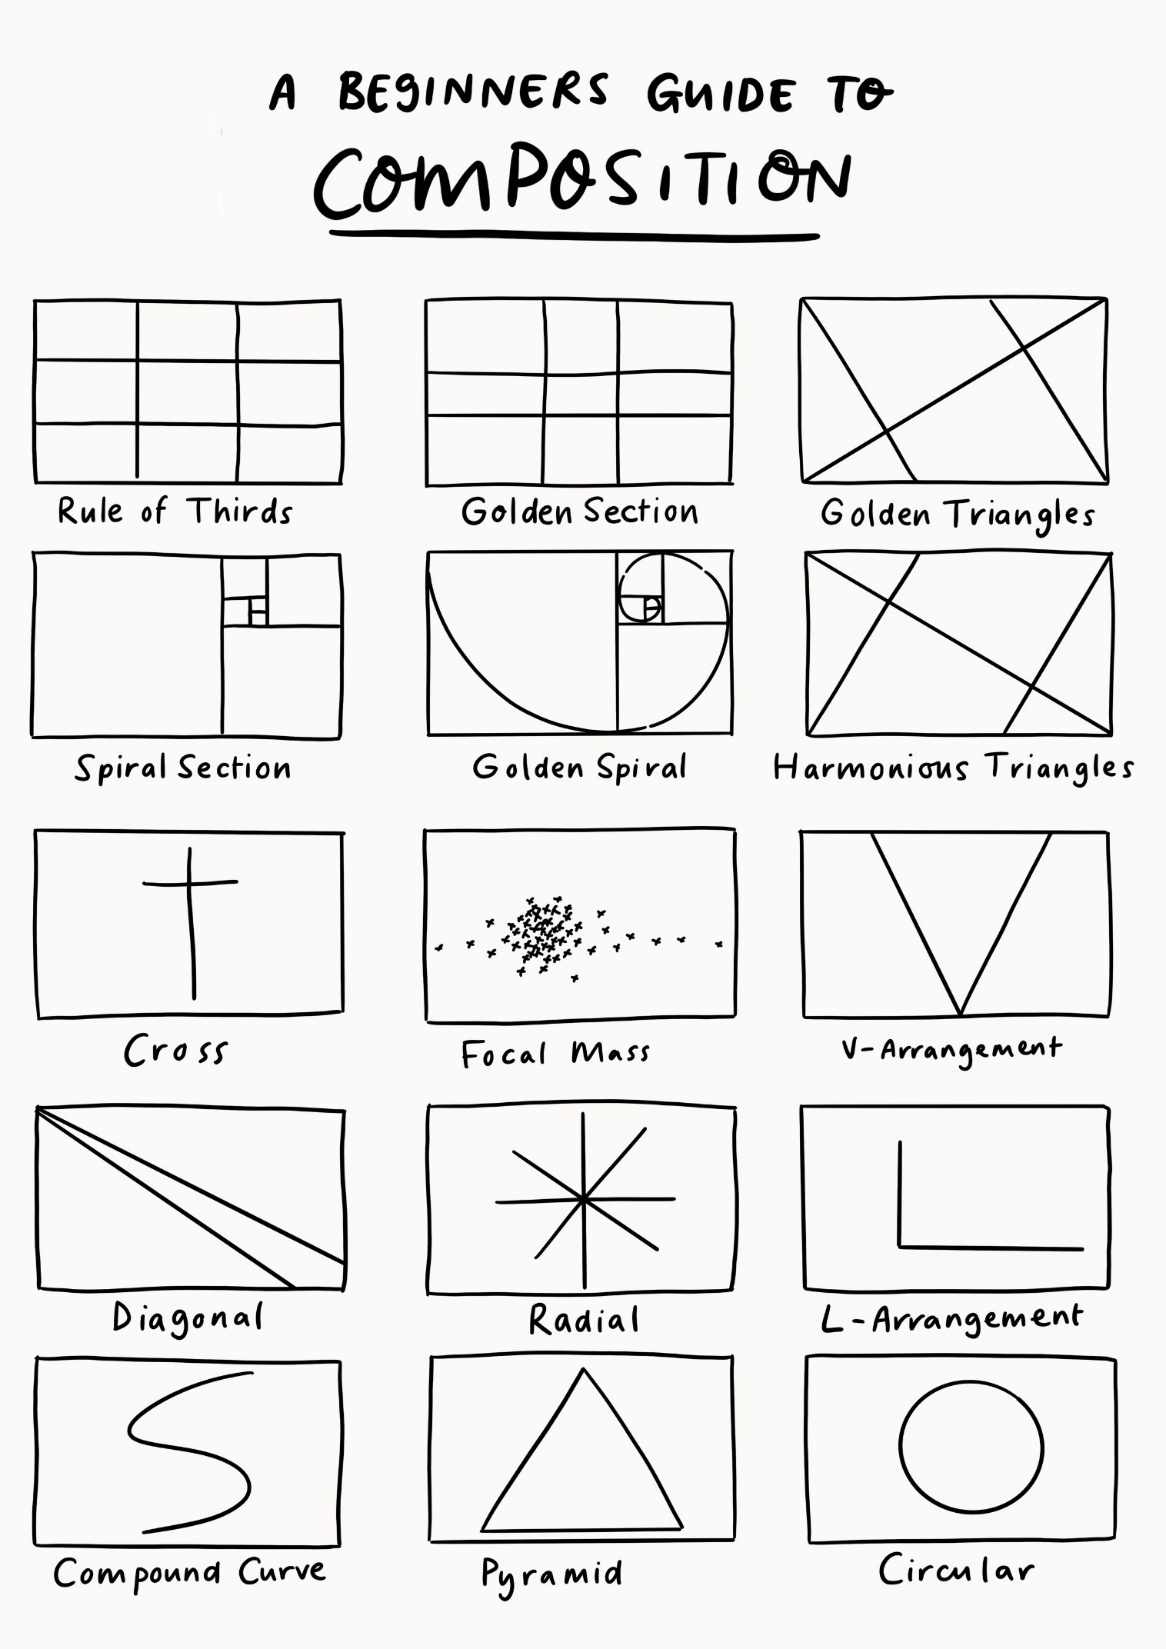 A BEGINNERS GUIDE TO
COMPOSITION
Rule of Thirds
Golden Section
Golden Triangles
Spiral Section
Golden Spiral
Harmonious Triangles
Cross
Focal Mass
V-Arrangement
Diagonal
Radial
L-Arrangement
Compound Curve
Pyramid
Circular